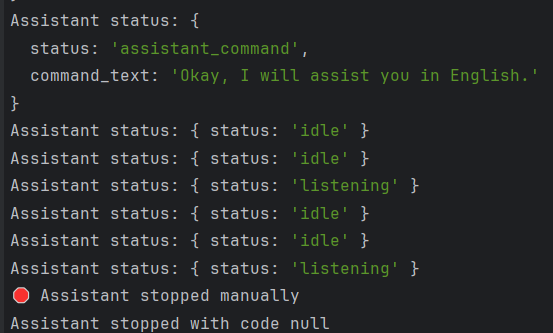 Assistant status: {
  status: 'assistant_command',
  command_text: 'Okay, I will assist you in English.'
}
Assistant status: { status: 'idle' }
Assistant status: { status: 'idle' }
Assistant status: { status: 'listening' }
Assistant status: { status: 'idle' }
Assistant status: { status: 'idle' }
Assistant status: { status: 'listening' }
🛑 Assistant stopped manually
Assistant stopped with code null